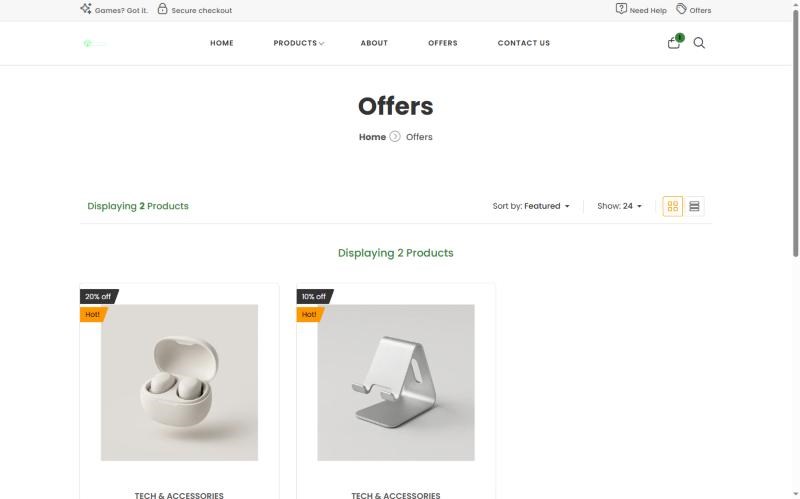 Games? Got it. Secure checkout Need Help Offers
HOME PRODUCTS ABOUT OFFERS CONTACT US
Offers
Home Offers
Displaying 2 Products Sort by: Featured Show: 24
Displaying 2 Products
20% off 10% off
Hot! Hot!
TECH & ACCESSORIES TECH & ACCESSORIES